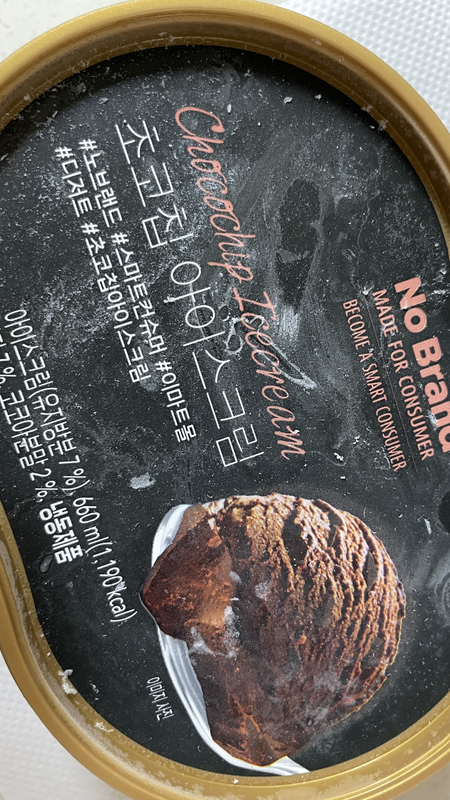 No Brand
MADE FOR CONSUMER
BECOME A SMART CONSUMER
Chocochip Icecream
초코칩 아이스크림
#노브랜드 #스마트컨슈머 #이마트몰
#디저트 #초코칩아이스크림
아이스크림(유지방분 7%), 660 ml(1,190kcal)
7%, 코코아분말 2%, 냉동제품
이미지 사진